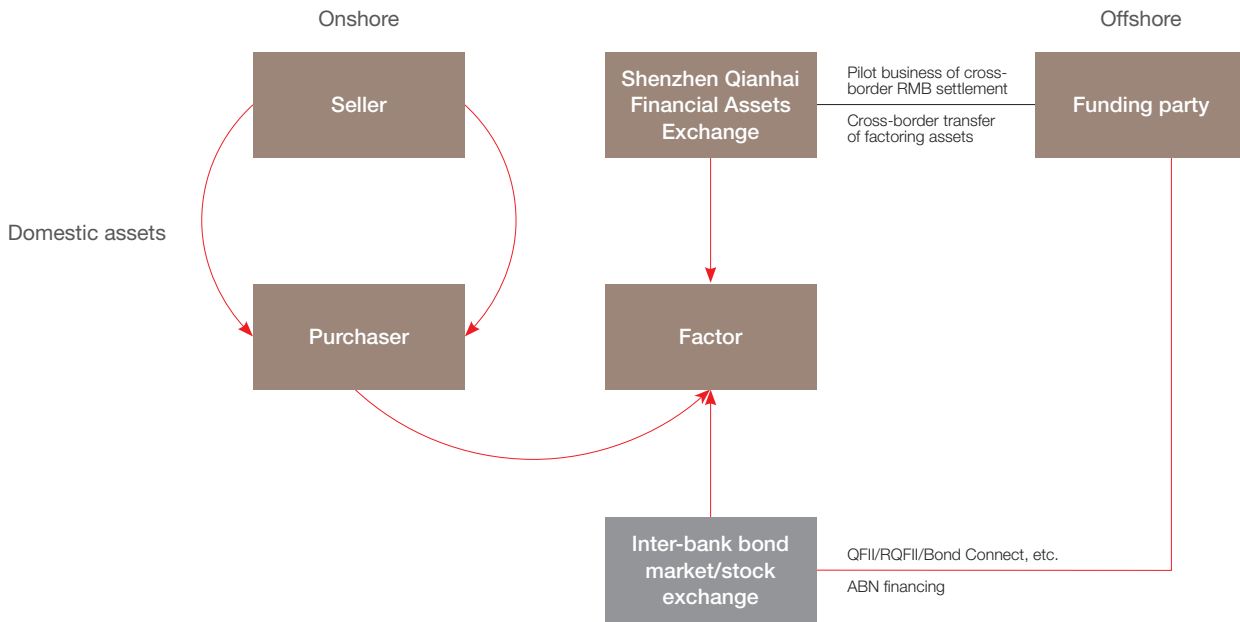 Onshore
Offshore
Seller
Shenzhen Qianhai
Financial Assets
Exchange
Pilot business of cross-
border RMB settlement
Cross-border transfer
of factoring assets
Funding party
Domestic assets
Purchaser
Factor
Inter-bank bond
market/stock
exchange
QFII/RQFII/Bond Connect, etc.
ABN financing